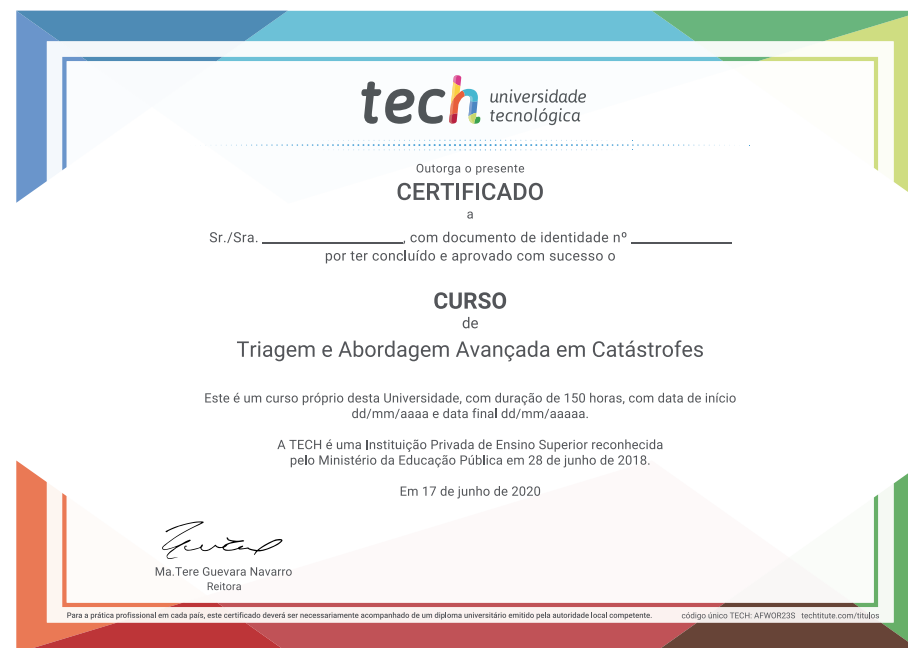 tech universidade
tecnológica
Outorga o presente
CERTIFICADO
a
Sr./Sra. ______________, com documento de identidade nº __________
por ter concluído e aprovado com sucesso o
CURSO
de
Triagem e Abordagem Avançada em Catástrofes
Este é um curso próprio desta Universidade, com duração de 150 horas, com data de início
dd/mm/aaaa e data final dd/mm/aaaaa.
A TECH é uma Instituição Privada de Ensino Superior reconhecida
pelo Ministério da Educação Pública em 28 de junho de 2018.
Em 17 de junho de 2020
Ma.Tere Guevara Navarro
Reitora
Para a prática profissional em cada país, este certificado deverá ser necessariamente acompanhado de um diploma universitário emitido pela autoridade local competente. código único TECH: AFWOR23S techtitute.com/titulos